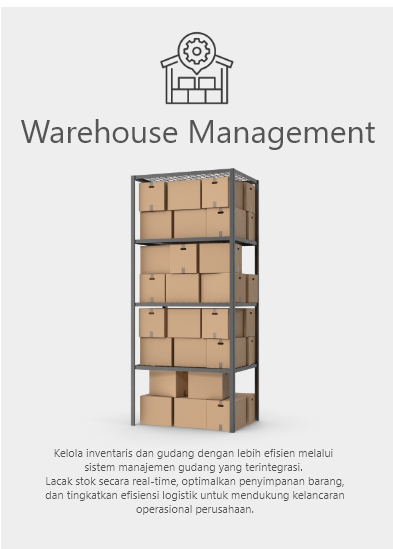 Warehouse Management
Kelola inventaris dan gudang dengan lebih efisien melalui
sistem manajemen gudang yang terintegrasi.
Lacak stok secara real-time, optimalkan penyimpanan barang,
dan tingkatkan efisiensi logistik untuk mendukung kelancaran
operasional perusahaan.